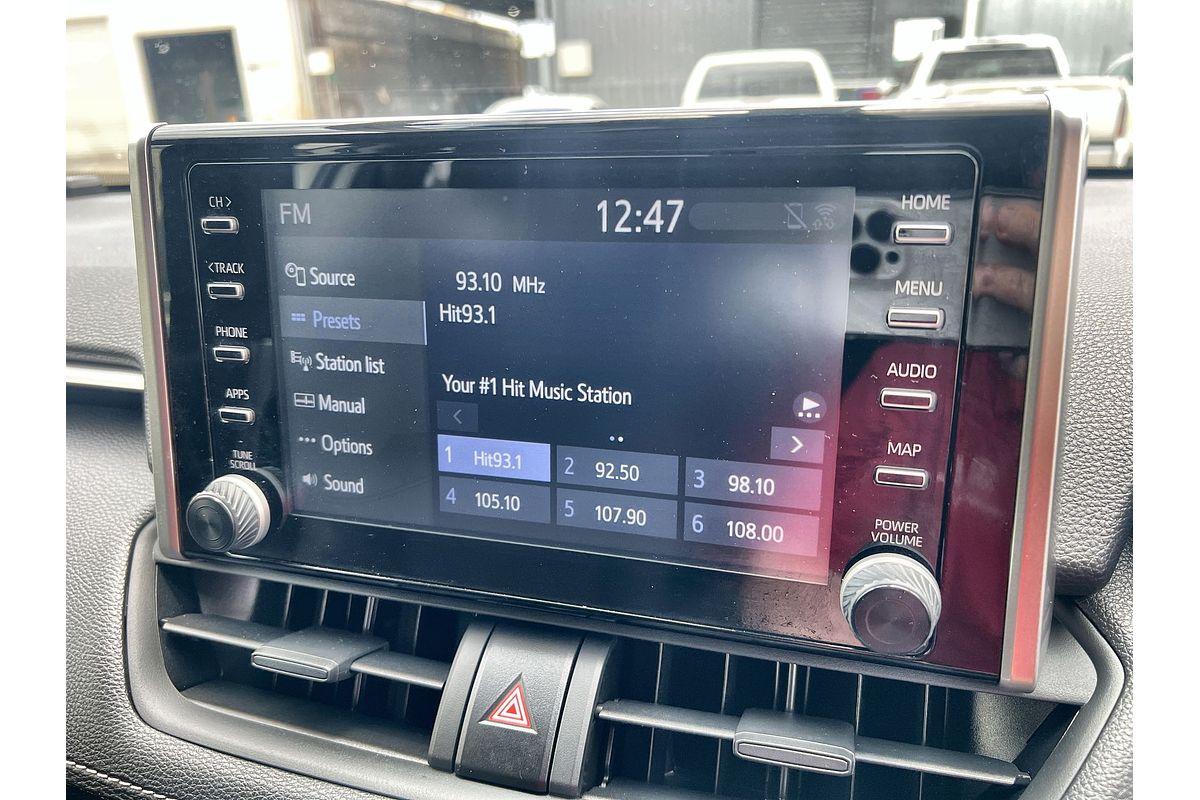 CH >
< TRACK
PHONE
APPS
TUNE
SCROLL
FM
12:47
Source
Presets
Station list
Manual
Options
Sound
93.10 MHz
Hit93.1
Your #1 Hit Music Station
<
>
1 Hit93.1
2 92.50
3 98.10
4 105.10
5 107.90
6 108.00
HOME
MENU
AUDIO
MAP
POWER
VOLUME